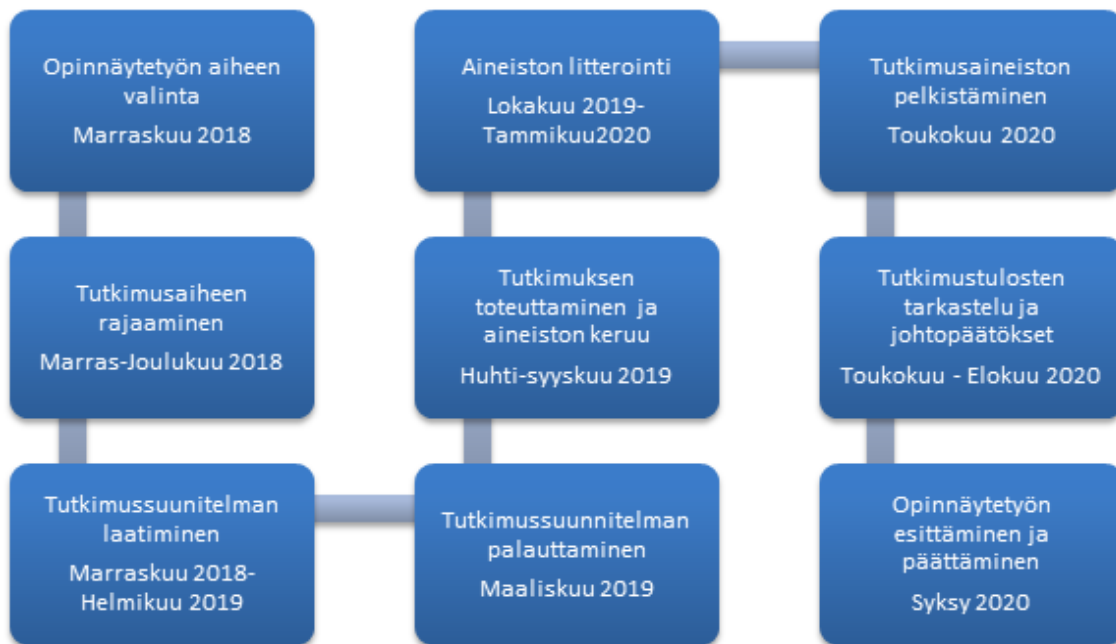 Opinnäytetyön aiheen
valinta
Marraskuu 2018
Tutkimusaiheen
rajaaminen
Marras-Joulukuu 2018
Tutkimussuunitelman
laatiminen
Marraskuu 2018-
Helmikuu 2019
Tutkimussuunnitelman
palauttaminen
Maaliskuu 2019
Tutkimuksen
toteuttaminen ja
aineiston keruu
Huhti-syyskuu 2019
Aineiston litterointi
Lokakuu 2019-
Tammikuu2020
Tutkimusaineiston
pelkistäminen
Toukokuu 2020
Tutkimustulosten
tarkastelu ja
johtopäätökset
Toukokuu - Elokuu 2020
Opinnäytetyön
esittäminen ja
päättäminen
Syksy 2020